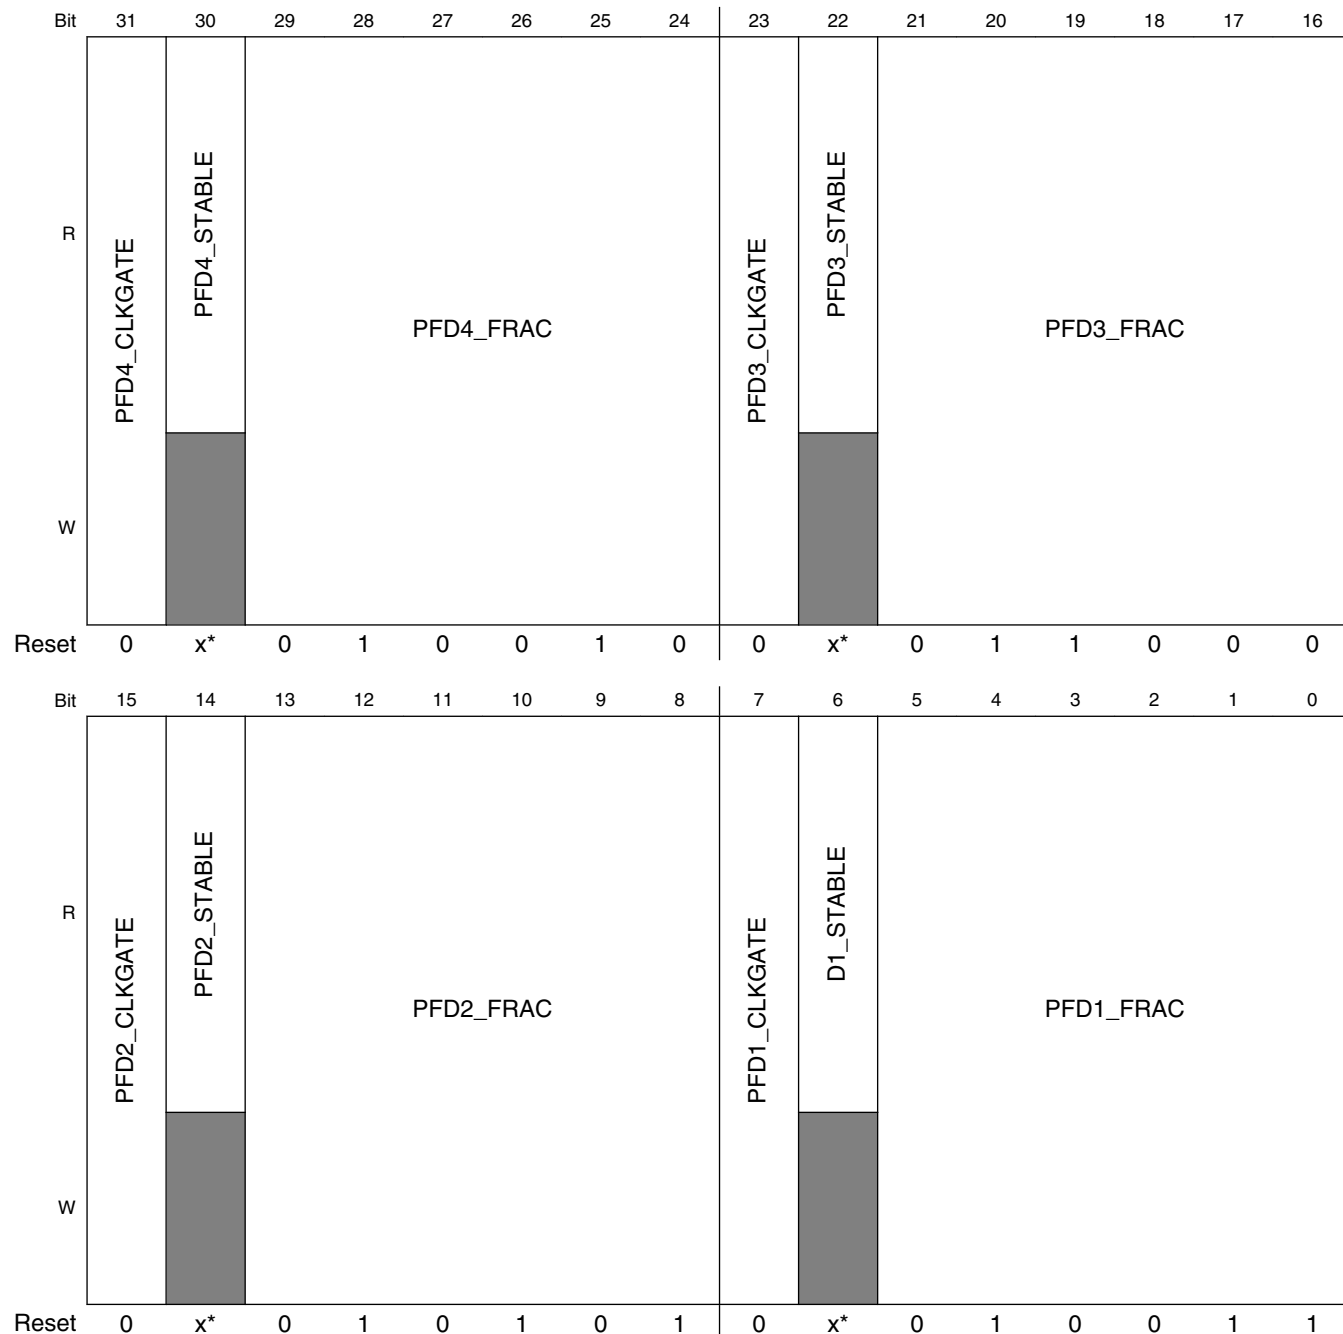 Bit 31 30 29 28 27 26 25 24 23 22 21 20 19 18 17 16
R
W
PFD4_CLKGATE
PFD4_STABLE
PFD4_FRAC
PFD3_CLKGATE
PFD3_STABLE
PFD3_FRAC
Reset 0 x* 0 1 0 0 1 0 0 x* 0 1 1 0 0 0
Bit 15 14 13 12 11 10 9 8 7 6 5 4 3 2 1 0
R
W
PFD2_CLKGATE
PFD2_STABLE
PFD2_FRAC
PFD1_CLKGATE
D1_STABLE
PFD1_FRAC
Reset 0 x* 0 1 0 1 0 1 0 x* 0 1 0 0 1 1